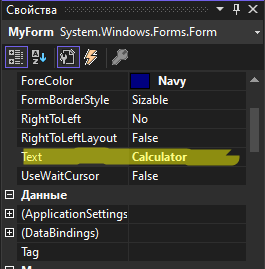 Свойства
MyForm System.Windows.Forms.Form
ForeColor Navy
FormBorderStyle Sizable
RightToLeft No
RightToLeftLayout False
Text Calculator
UseWaitCursor False
Данные
(ApplicationSettings
(DataBindings)
Tag